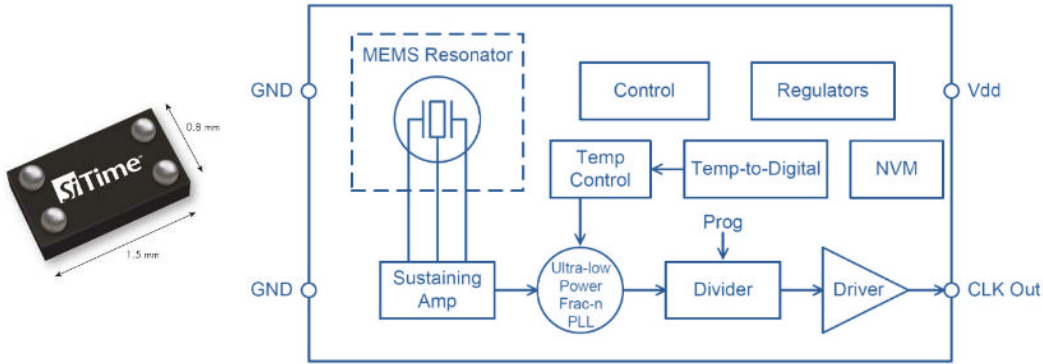 SiTime
0.8 mm
1.5 mm
GND
GND
MEMS Resonator
Control
Regulators
Vdd
Temp
Control
Temp-to-Digital
NVM
Prog
Sustaining
Amp
Ultra-low
Power
Frac-n
PLL
Divider
Driver
CLK Out